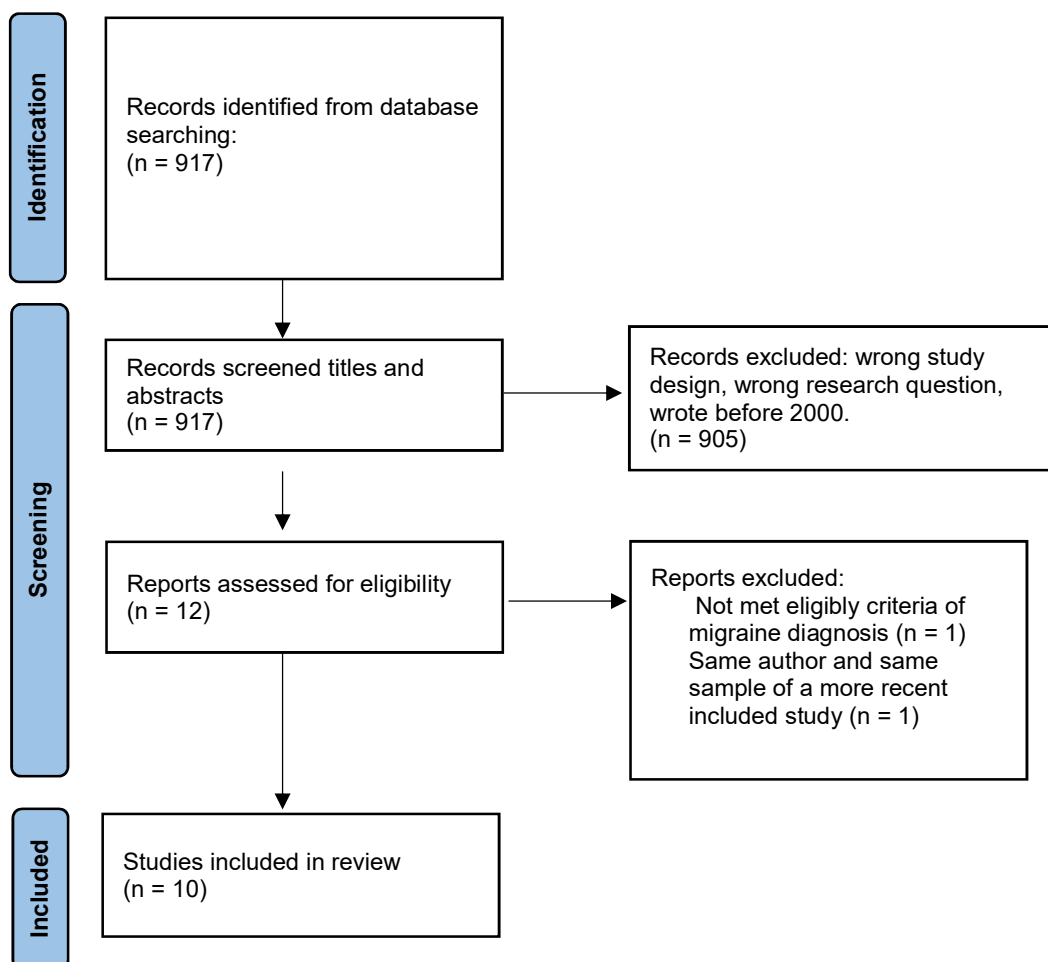 Identification
Records identified from database
searching:
(n = 917)
Screening
Records screened titles and
abstracts
(n = 917)
Records excluded: wrong study
design, wrong research question,
wrote before 2000.
(n = 905)
Reports assessed for eligibility
(n = 12)
Reports excluded:
Not met eligibly criteria of
migraine diagnosis (n = 1)
Same author and same
sample of a more recent
included study (n = 1)
Included
Studies included in review
(n = 10)